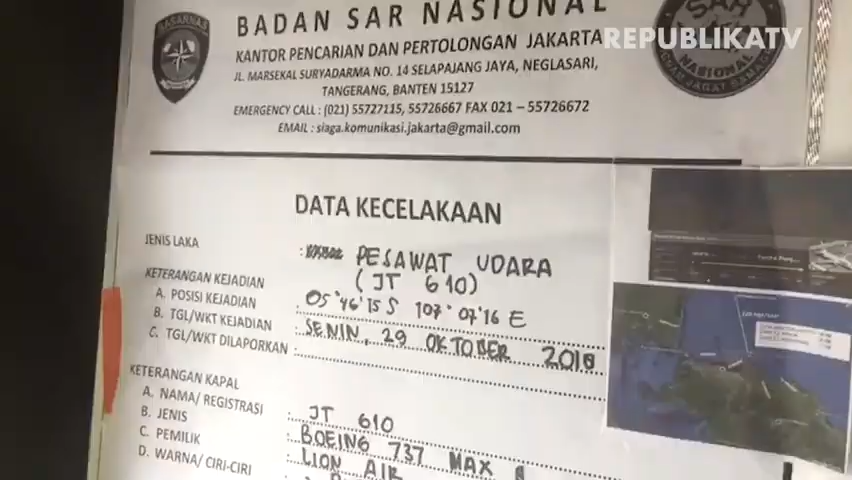 BASARNAS
BADAN SAR NASIONAL
KANTOR PENCARIAN DAN PERTOLONGAN JAKARTA
JL. MARSEKAL SURYADARMA NO. 14 SELAPAJANG JAYA, NEGLASARI,
TANGERANG, BANTEN 15127
EMERGENCY CALL : (021) 55727115, 55726667 FAX 021 – 55726672
EMAIL : siaga.komunikasi.jakarta@gmail.com
SAR
NASIONAL
REPUBLIKATV
DATA KECELAKAAN
JENIS LAKA : PESAWAT UDARA
(JT 610)
KETERANGAN KEJADIAN
A. POSISI KEJADIAN : 05°46'15 S 107° 07'16 E
B. TGL/WKT KEJADIAN : SENIN, 29 OKTOBER 2018
C. TGL/WKT DILAPORKAN :
KETERANGAN KAPAL
A. NAMA/ REGISTRASI : JT 610
B. JENIS : BOEING 737 MAX 8
C. PEMILIK : LION AIR
D. WARNA/ CIRI-CIRI :